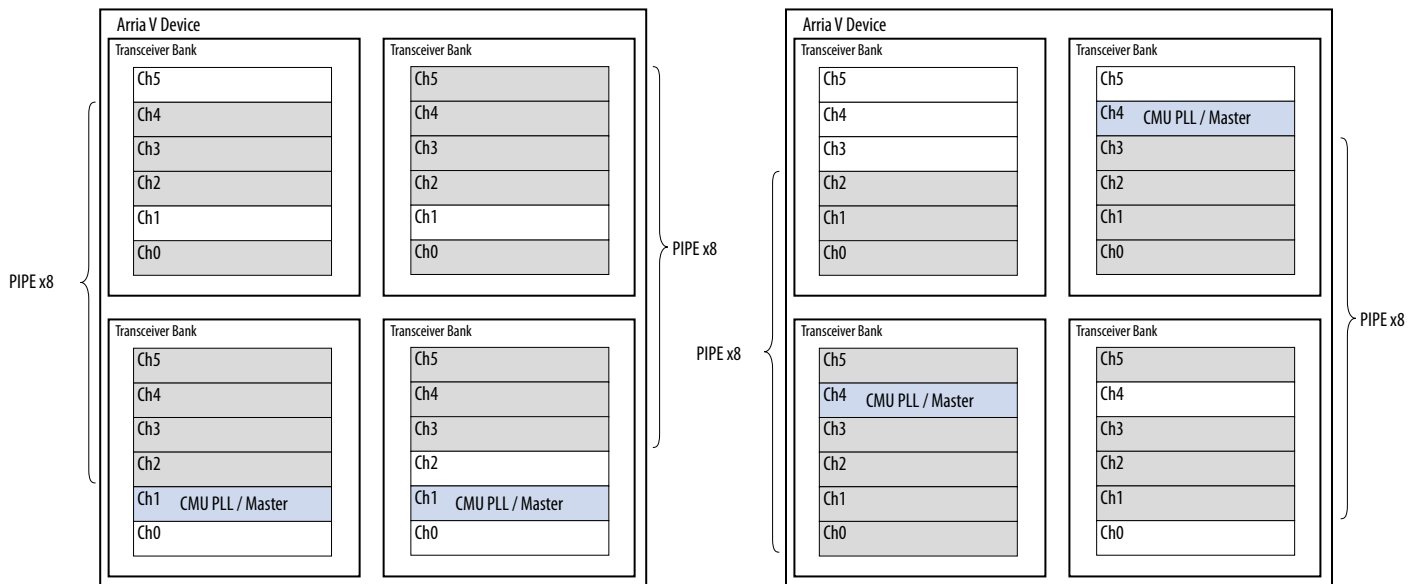 Arria V Device
Transceiver Bank
Ch5
Ch4
Ch3
Ch2
Ch1
Ch0
Transceiver Bank
Ch5
Ch4
Ch3
Ch2
Ch1
Ch0
PIPE x8
PIPE x8
Transceiver Bank
Ch5
Ch4
Ch3
Ch2
Ch1 CMU PLL / Master
Ch0
Transceiver Bank
Ch5
Ch4
Ch3
Ch2
Ch1 CMU PLL / Master
Ch0
Arria V Device
Transceiver Bank
Ch5
Ch4
Ch3
Ch2
Ch1
Ch0
Transceiver Bank
Ch5
Ch4 CMU PLL / Master
Ch3
Ch2
Ch1
Ch0
PIPE x8
PIPE x8
Transceiver Bank
Ch5
Ch4 CMU PLL / Master
Ch3
Ch2
Ch1
Ch0
Transceiver Bank
Ch5
Ch4
Ch3
Ch2
Ch1
Ch0